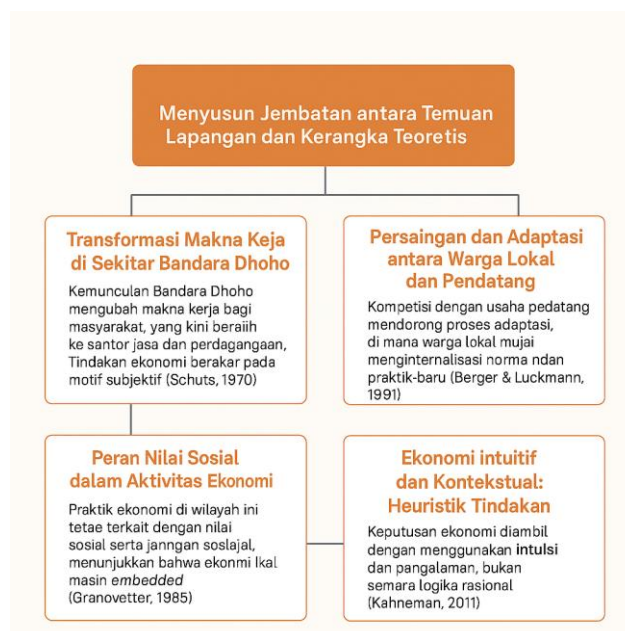 Menyusun Jembatan antara Temuan
Lapangan dan Kerangka Teoretis
Transformasi Makna Keja
di Sekitar Bandara Dhoho
Kemunculan Bandara Dhoho
mengubah makna kerja bagi
masyarakat, yang kini beraiih
ke santor jasa dan perdagangaan,
Tindakan ekonomi berakar pada
motif subjektif (Schuts, 1970)
Persaingan dan Adaptasi
antara Warga Lokal
dan Pendatang
Kompetisi dengan usaha pedatang
mendorong proses adaptasi,
di mana warga lokal mujai
menginternalisasi norma ndan
praktik-baru (Berger & Luckmann,
1991)
Peran Nilai Sosial
dalam Aktivitas Ekonomi
Praktik ekonomi di wilayah ini
tetae terkait dengan nilai
sosial serta janngan soslajal,
menunjukkan bahwa ekonmi Ikal
masin embedded
(Granovetter, 1985)
Ekonomi intuitif
dan Kontekstual:
Heuristik Tindakan
Keputusan ekonomi diambil
dengan menggunakan intulsi
dan pangalaman, bukan
semara logika rasional
(Kahneman, 2011)